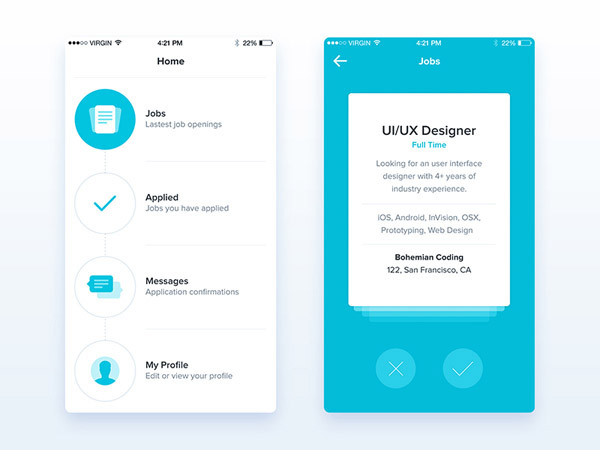 VIRGIN
4:21 PM
22%
Home
Jobs
Lastest job openings
Applied
Jobs you have applied
Messages
Application confirmations
My Profile
Edit or view your profile
VIRGIN
4:21 PM
22%
Jobs
UI/UX Designer
Full Time
Looking for an user interface
designer with 4+ years of
industry experience.
iOS, Android, InVision, OSX,
Prototyping, Web Design
Bohemian Coding
122, San Francisco, CA